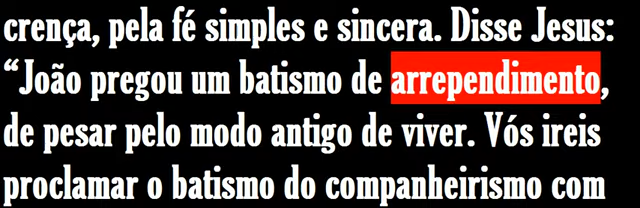 crença, pela fé simples e sincera. Disse Jesus:
“João pregou um batismo de arrependimento,
de pesar pelo modo antigo de viver. Vós ireis
proclamar o batismo do companheirismo com